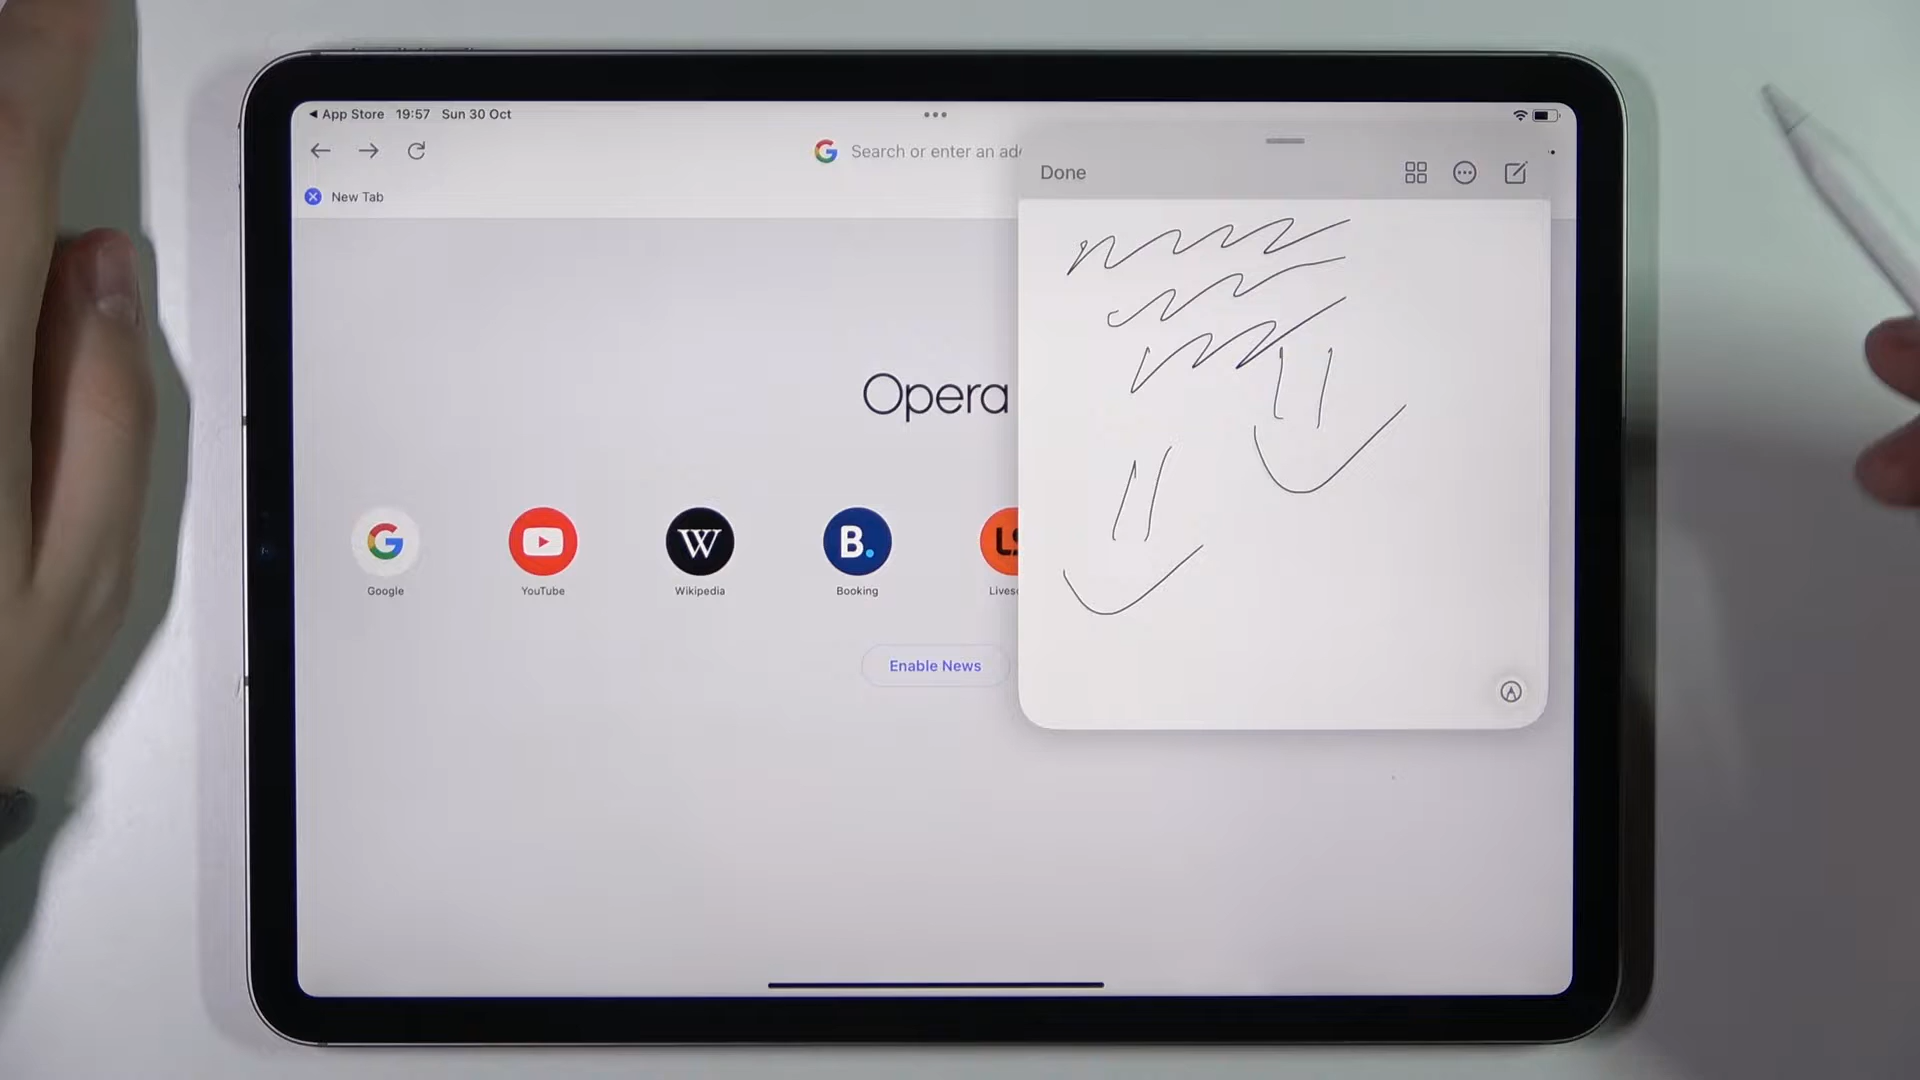 ◀ App Store 19:57 Sun 30 Oct
Search or enter an ad
Done
New Tab
Opera
W
B.
Google
YouTube
Wikipedia
Booking
Enable News